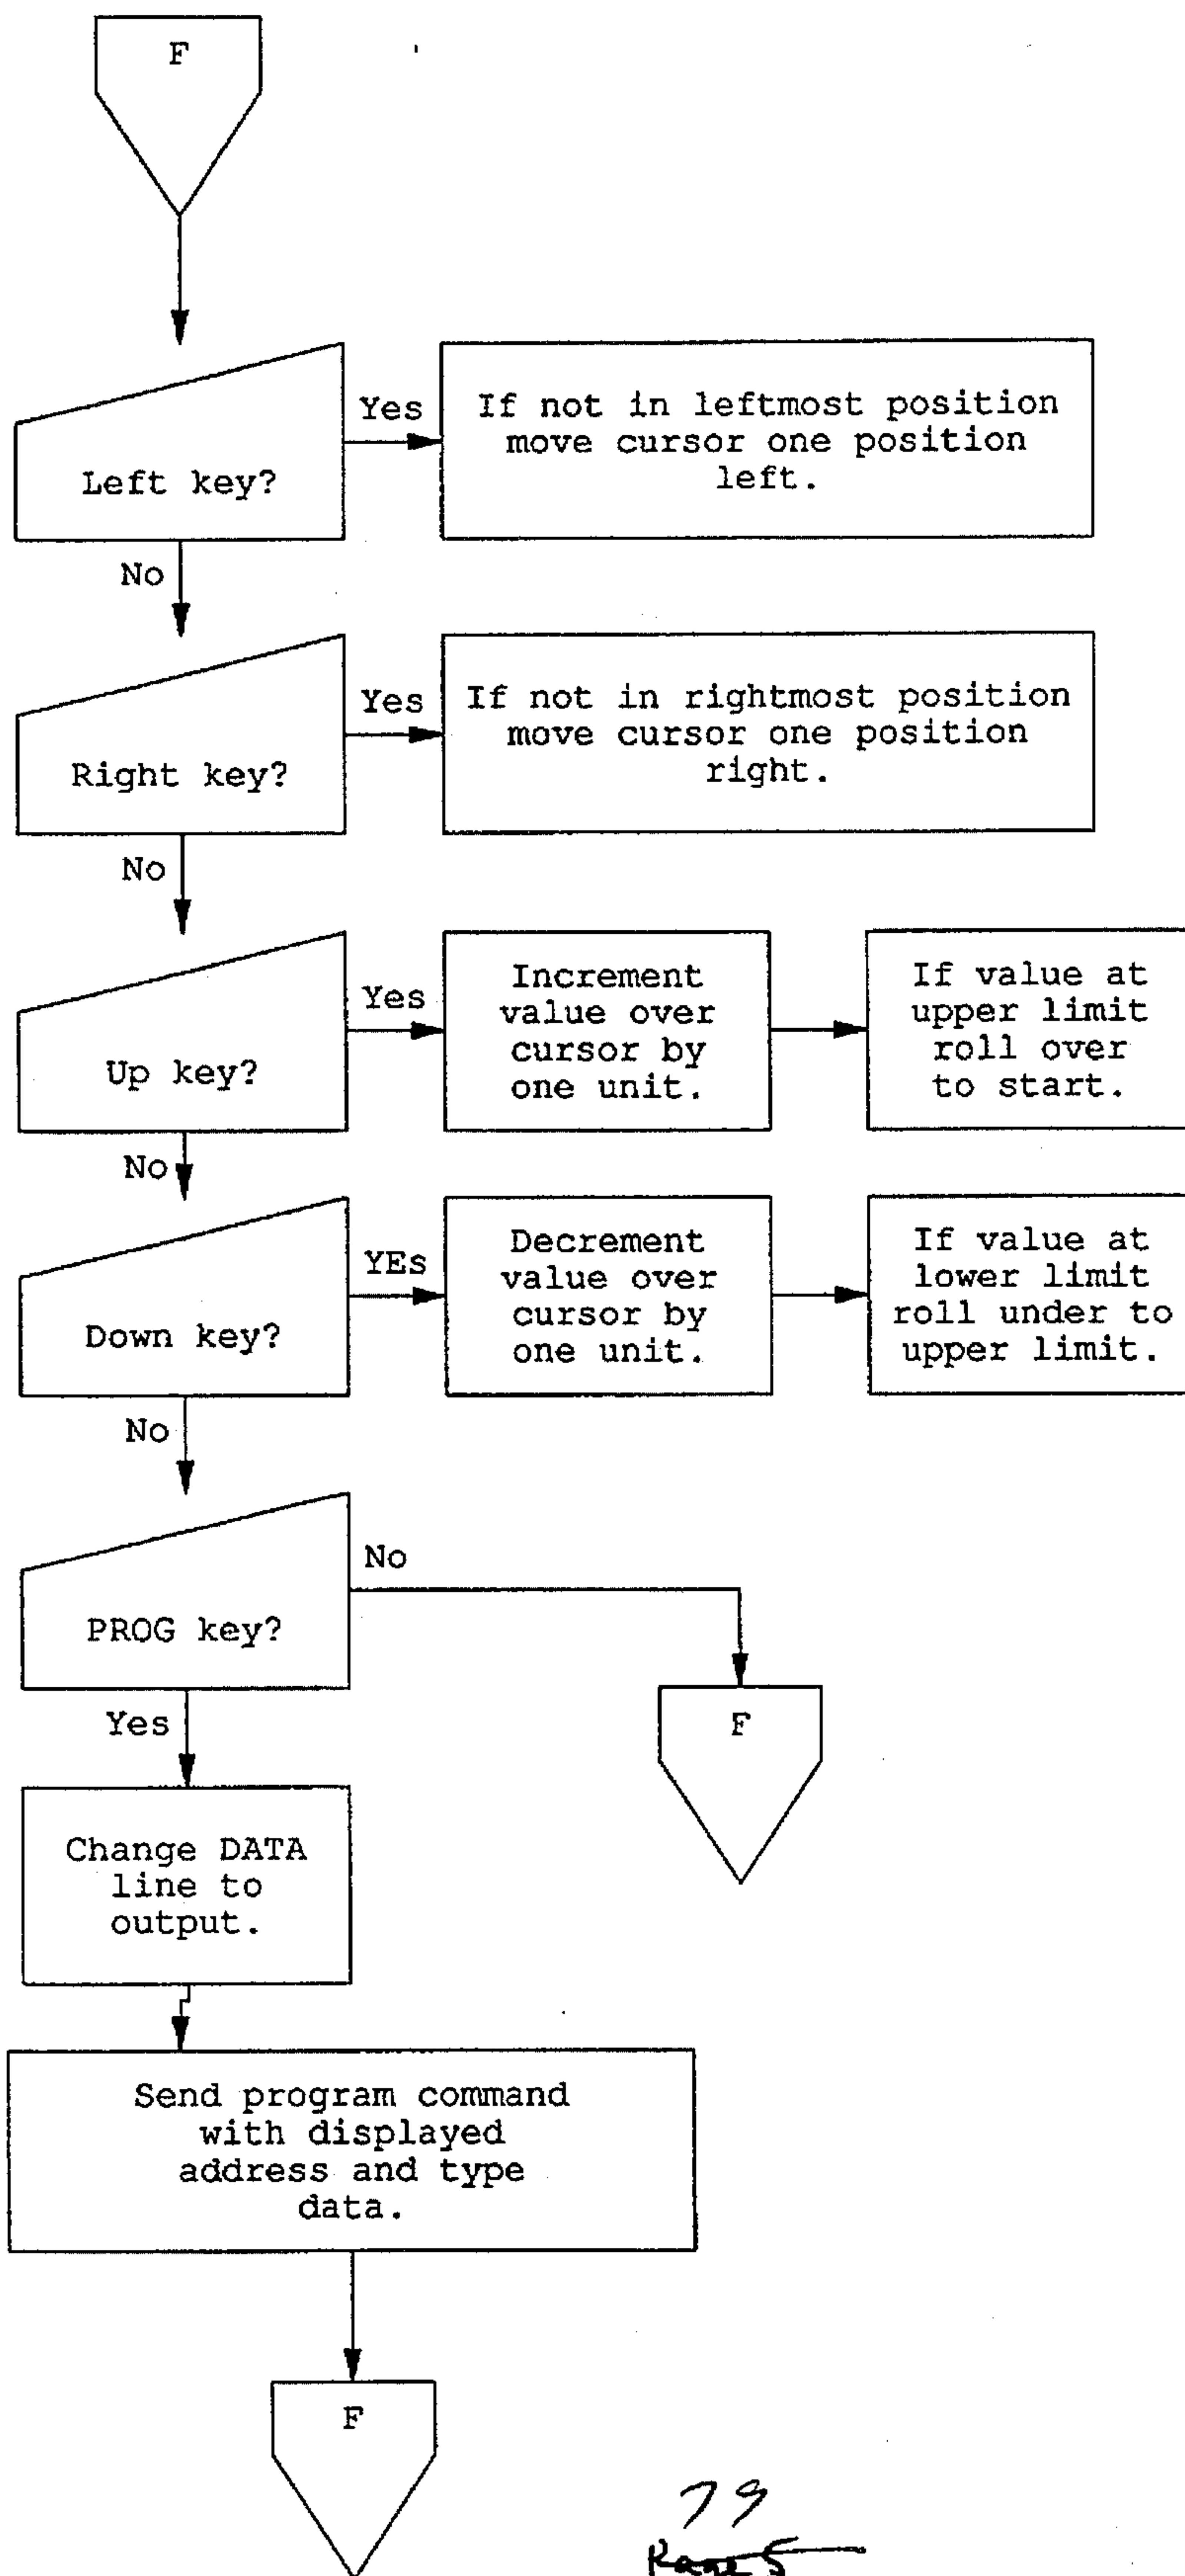 F
Left key?
Yes
If not in leftmost position
move cursor one position
left.
No
Right key?
Yes
If not in rightmost position
move cursor one position
right.
No
Up key?
Yes
Increment
value over
cursor by
one unit.
If value at
upper limit
roll over
to start.
No
Down key?
YEs
Decrement
value over
cursor by
one unit.
If value at
lower limit
roll under to
upper limit.
No
PROG key?
No
F
Yes
Change DATA
line to
output.
Send program command
with displayed
address and type
data.
F
79